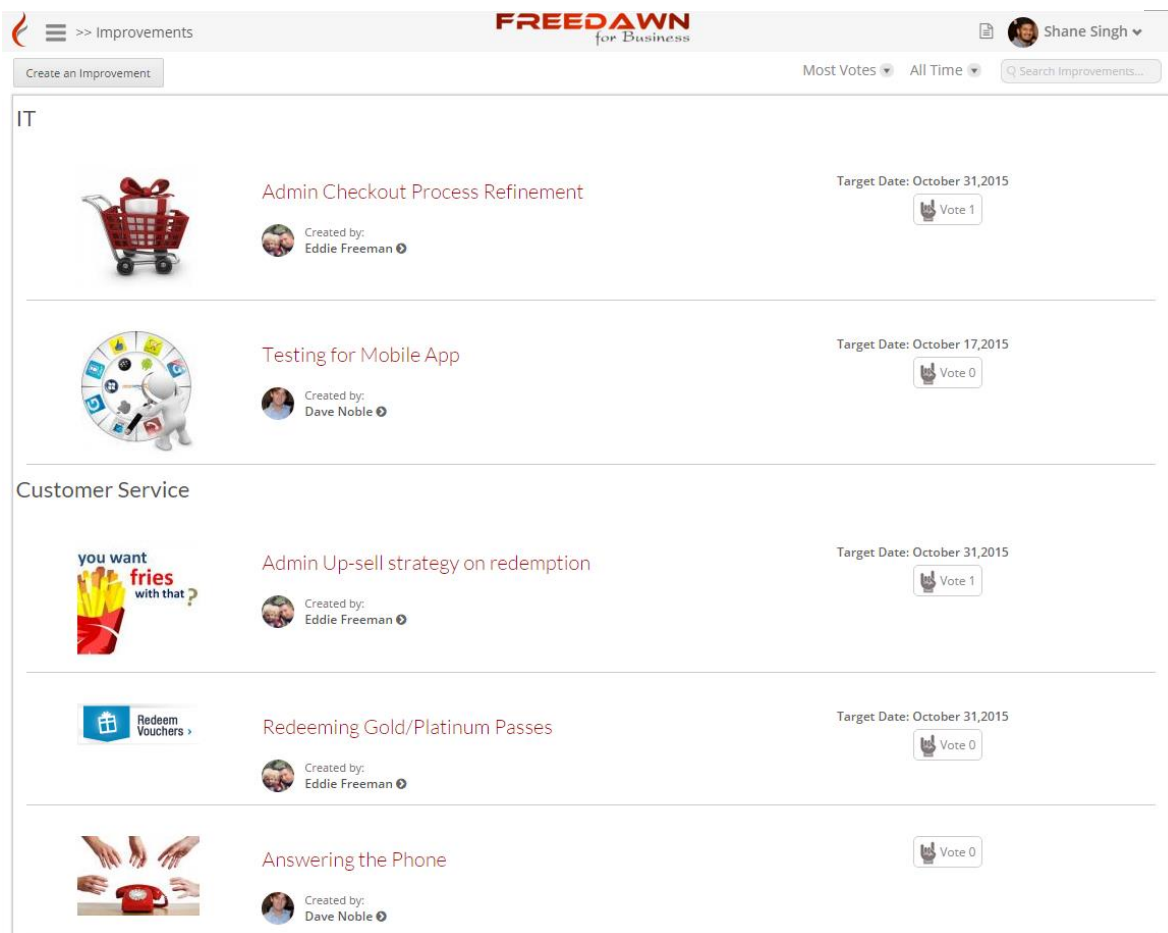 >> Improvements
FREEDAWN
for Business
Shane Singh
Create an Improvement
Most Votes
All Time
Search Improvements...
IT
Admin Checkout Process Refinement
Created by:
Eddie Freeman
Target Date: October 31,2015
Vote 1
Testing for Mobile App
Created by:
Dave Noble
Target Date: October 17,2015
Vote 0
Customer Service
you want
fries
with that ?
Admin Up-sell strategy on redemption
Created by:
Eddie Freeman
Target Date: October 31,2015
Vote 1
Redeem
Vouchers ›
Redeeming Gold/Platinum Passes
Created by:
Eddie Freeman
Target Date: October 31,2015
Vote 0
Answering the Phone
Created by:
Dave Noble
Vote 0